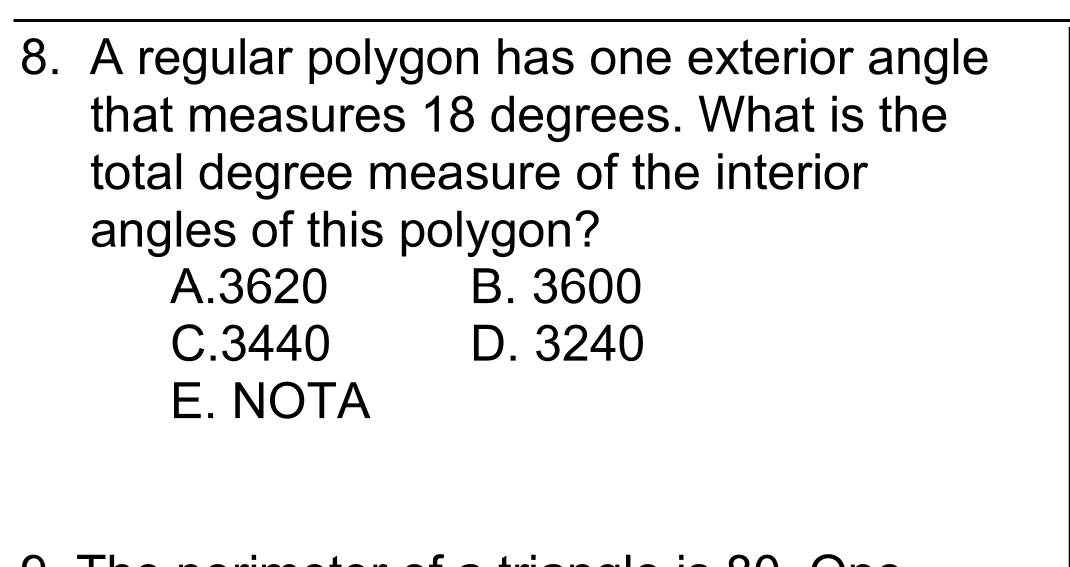 8. A regular polygon has one exterior angle
that measures 18 degrees. What is the
total degree measure of the interior
angles of this polygon?
A.3620 B. 3600
C.3440 D. 3240
E. NOTA
9. The perimeter of a triangle is 80. One